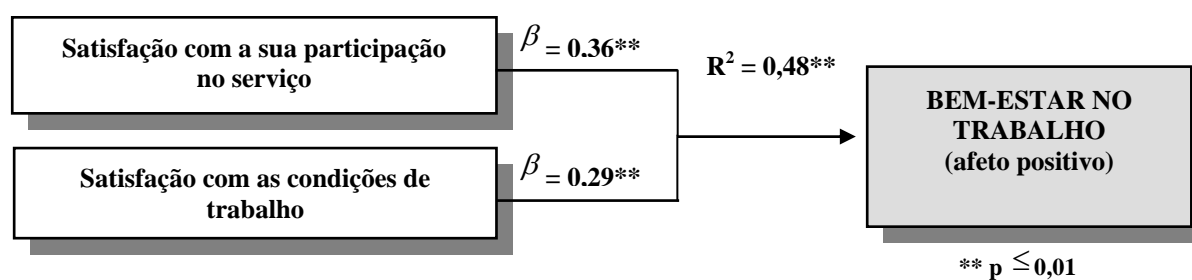 Satisfação com a sua participação
no serviço
β = 0,36**
R² = 0,48**
BEM-ESTAR NO
TRABALHO
(afeto positivo)
Satisfação com as condições de
trabalho
β = 0,29**
** p ≤ 0,01